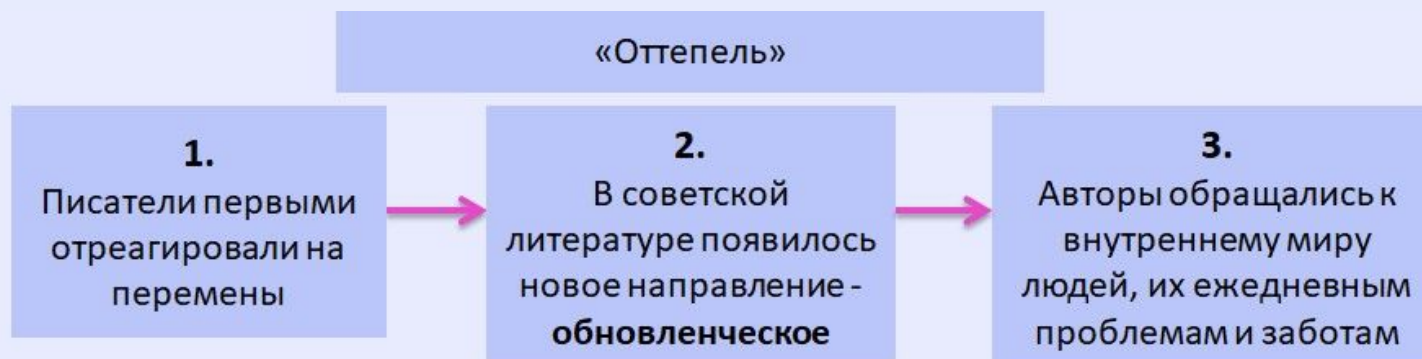 «Оттепель»
1.
Писатели первыми
отреагировали на
перемены
2.
В советской
литературе появилось
новое направление -
обновленческое
3.
Авторы обращались к
внутреннему миру
людей, их ежедневным
проблемам и заботам